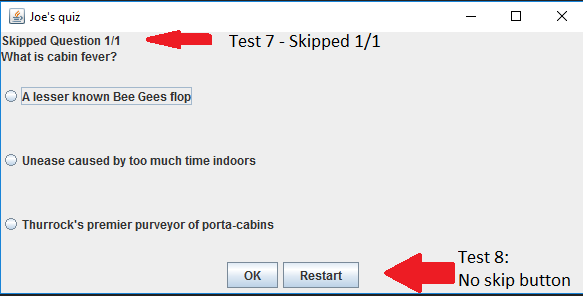 Joe's quiz
Skipped Question 1/1
Test 7 - Skipped 1/1
What is cabin fever?
A lesser known Bee Gees flop
Unease caused by too much time indoors
Thurrock's premier purveyor of porta-cabins
OK
Restart
Test 8:
No skip button